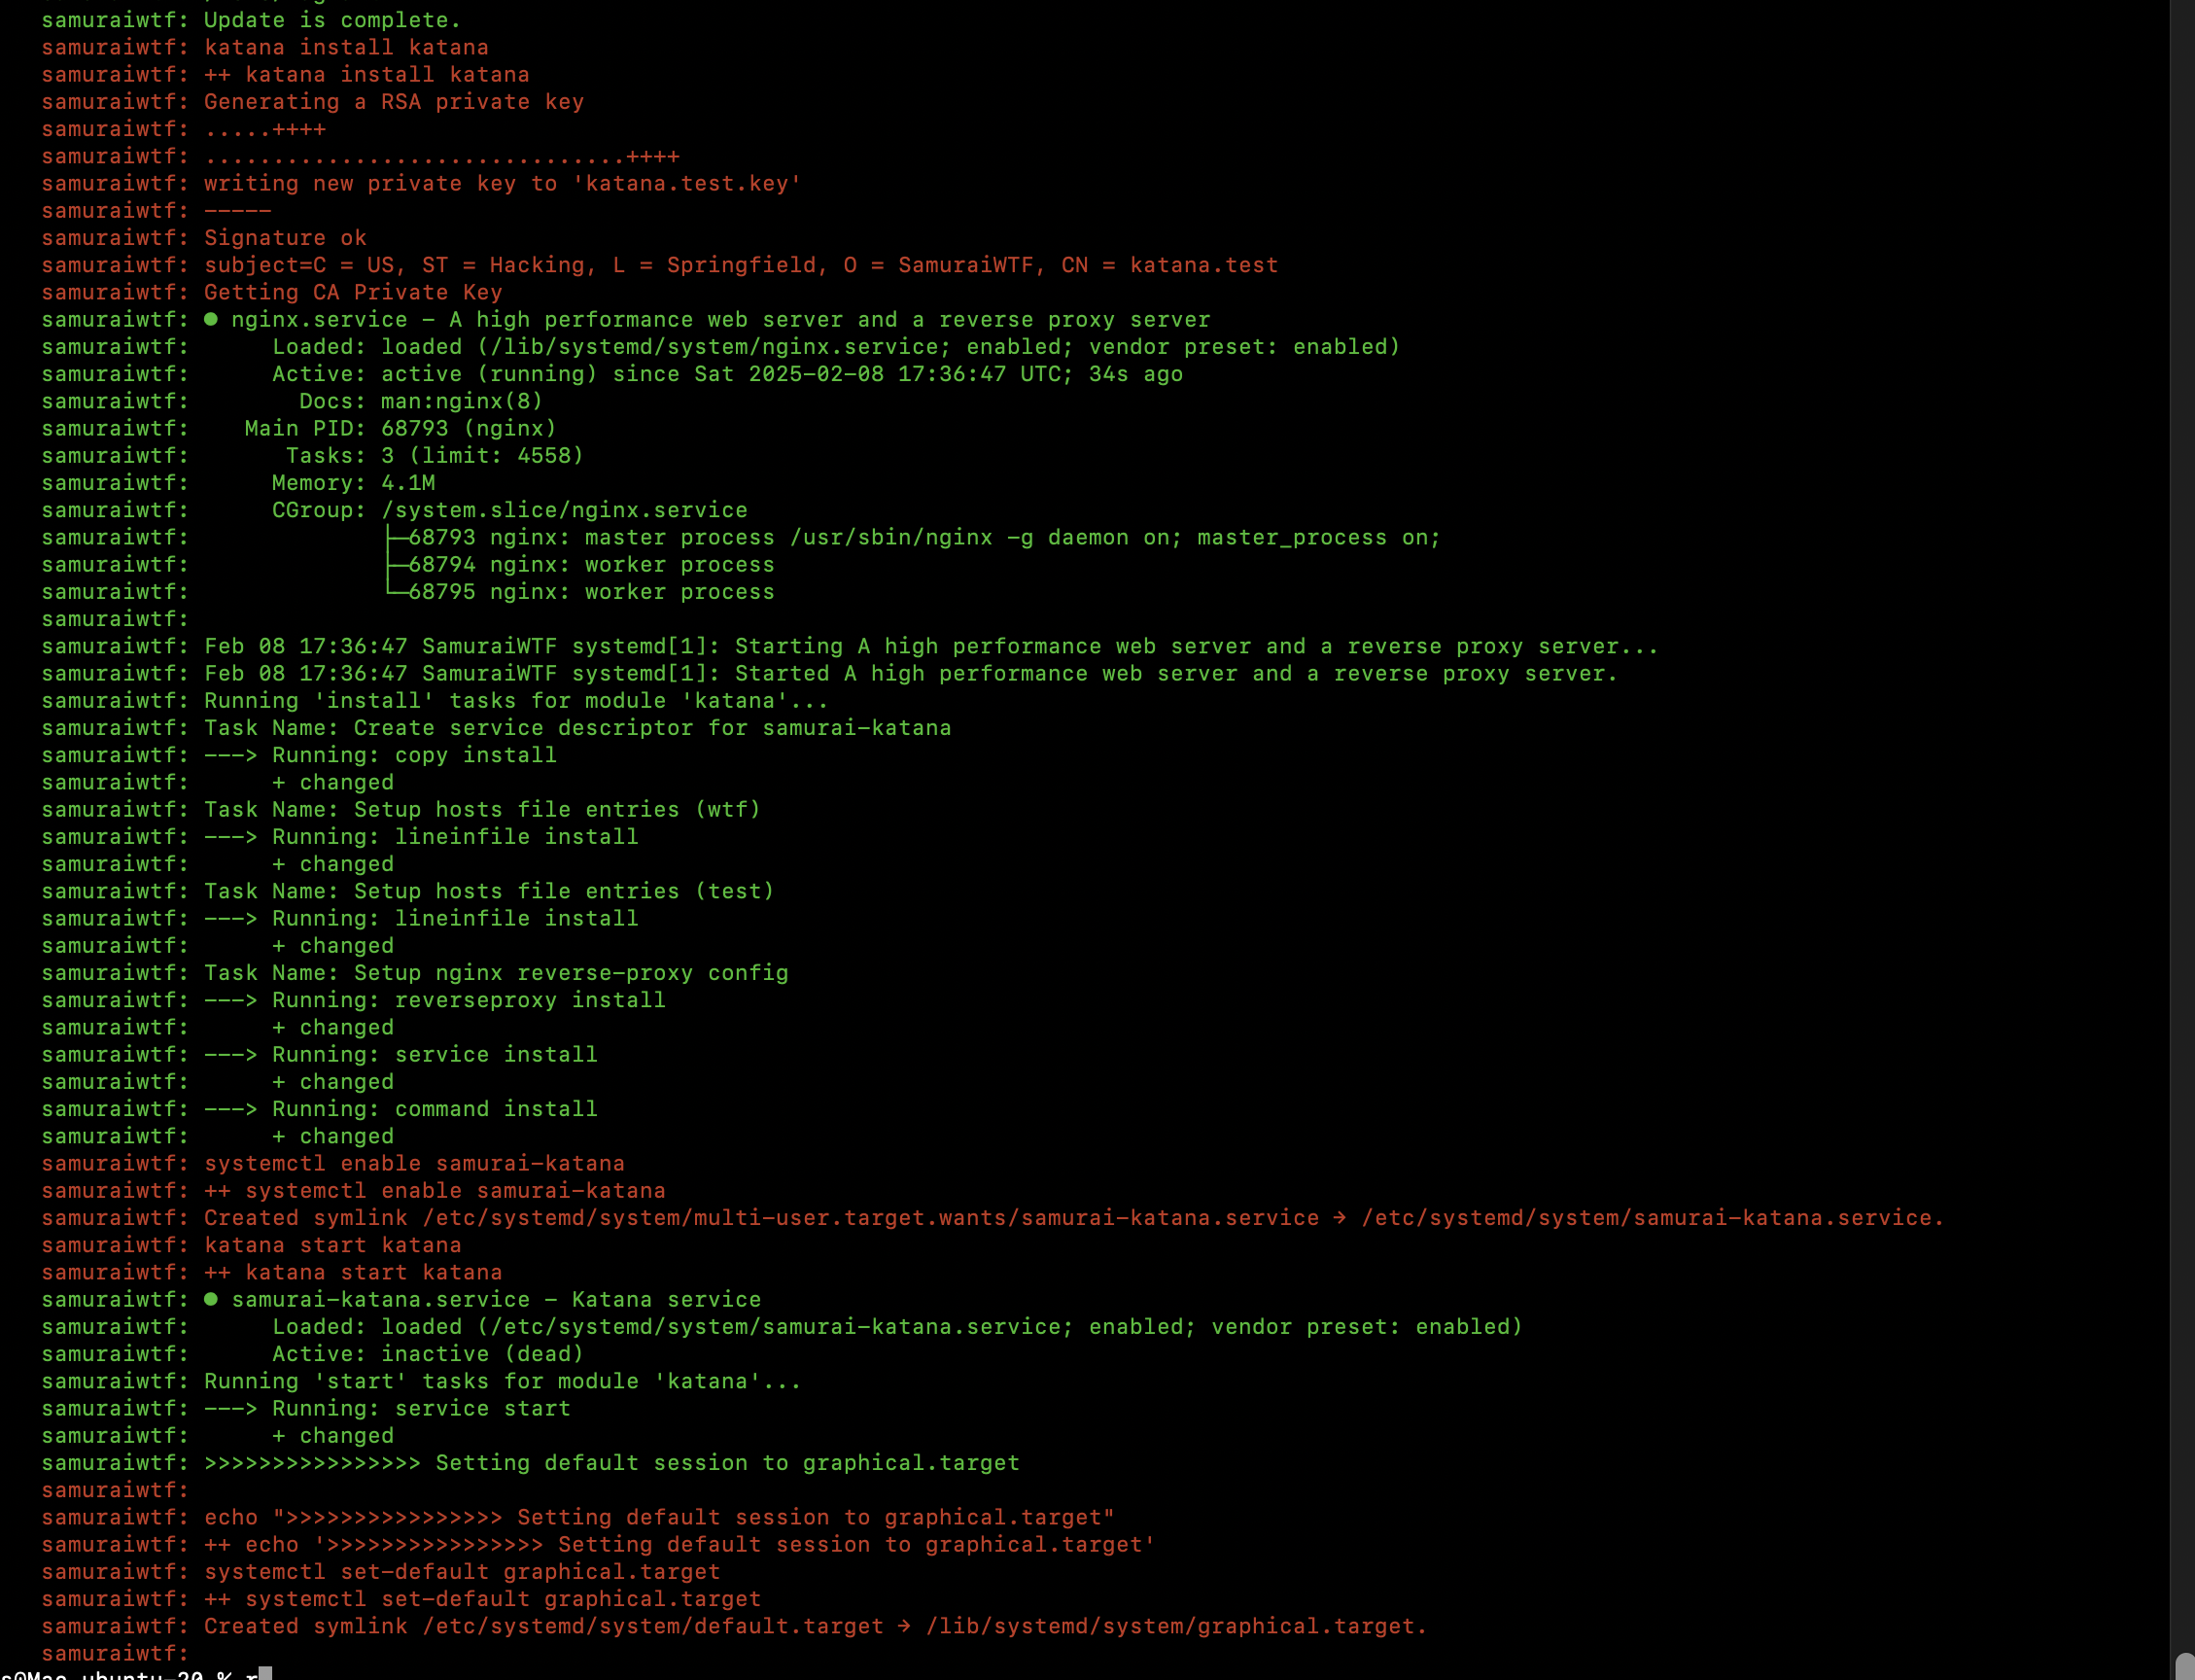 samuraiwtf: Update is complete.
samuraiwtf: katana install katana
samuraiwtf: ++ katana install katana
samuraiwtf: Generating a RSA private key
samuraiwtf: .....++++
samuraiwtf: ...............................++++
samuraiwtf: writing new private key to 'katana.test.key'
samuraiwtf: -----
samuraiwtf: Signature ok
samuraiwtf: subject=C = US, ST = Hacking, L = Springfield, O = SamuraiWTF, CN = katana.test
samuraiwtf: Getting CA Private Key
samuraiwtf: ● nginx.service - A high performance web server and a reverse proxy server
samuraiwtf:      Loaded: loaded (/lib/systemd/system/nginx.service; enabled; vendor preset: enabled)
samuraiwtf:      Active: active (running) since Sat 2025-02-08 17:36:47 UTC; 34s ago
samuraiwtf:        Docs: man:nginx(8)
samuraiwtf:    Main PID: 68793 (nginx)
samuraiwtf:       Tasks: 3 (limit: 4558)
samuraiwtf:      Memory: 4.1M
samuraiwtf:      CGroup: /system.slice/nginx.service
samuraiwtf:              ├─68793 nginx: master process /usr/sbin/nginx -g daemon on; master_process on;
samuraiwtf:              ├─68794 nginx: worker process
samuraiwtf:              └─68795 nginx: worker process
samuraiwtf:
samuraiwtf: Feb 08 17:36:47 SamuraiWTF systemd[1]: Starting A high performance web server and a reverse proxy server...
samuraiwtf: Feb 08 17:36:47 SamuraiWTF systemd[1]: Started A high performance web server and a reverse proxy server.
samuraiwtf: Running 'install' tasks for module 'katana'...
samuraiwtf: Task Name: Create service descriptor for samurai-katana
samuraiwtf: ---> Running: copy install
samuraiwtf:      + changed
samuraiwtf: Task Name: Setup hosts file entries (wtf)
samuraiwtf: ---> Running: lineinfile install
samuraiwtf:      + changed
samuraiwtf: Task Name: Setup hosts file entries (test)
samuraiwtf: ---> Running: lineinfile install
samuraiwtf:      + changed
samuraiwtf: Task Name: Setup nginx reverse-proxy config
samuraiwtf: ---> Running: reverseproxy install
samuraiwtf:      + changed
samuraiwtf: ---> Running: service install
samuraiwtf:      + changed
samuraiwtf: ---> Running: command install
samuraiwtf:      + changed
samuraiwtf: systemctl enable samurai-katana
samuraiwtf: ++ systemctl enable samurai-katana
samuraiwtf: Created symlink /etc/systemd/system/multi-user.target.wants/samurai-katana.service → /etc/systemd/system/samurai-katana.service.
samuraiwtf: katana start katana
samuraiwtf: ++ katana start katana
samuraiwtf: ● samurai-katana.service - Katana service
samuraiwtf:      Loaded: loaded (/etc/systemd/system/samurai-katana.service; enabled; vendor preset: enabled)
samuraiwtf:      Active: inactive (dead)
samuraiwtf: Running 'start' tasks for module 'katana'...
samuraiwtf: ---> Running: service start
samuraiwtf:      + changed
samuraiwtf: >>>>>>>>>>>>>>>> Setting default session to graphical.target
samuraiwtf:
samuraiwtf: echo ">>>>>>>>>>>>>>>> Setting default session to graphical.target"
samuraiwtf: ++ echo '>>>>>>>>>>>>>>>> Setting default session to graphical.target'
samuraiwtf: systemctl set-default graphical.target
samuraiwtf: ++ systemctl set-default graphical.target
samuraiwtf: Created symlink /etc/systemd/system/default.target → /lib/systemd/system/graphical.target.
samuraiwtf:
s@Mac ubuntu-20 % r